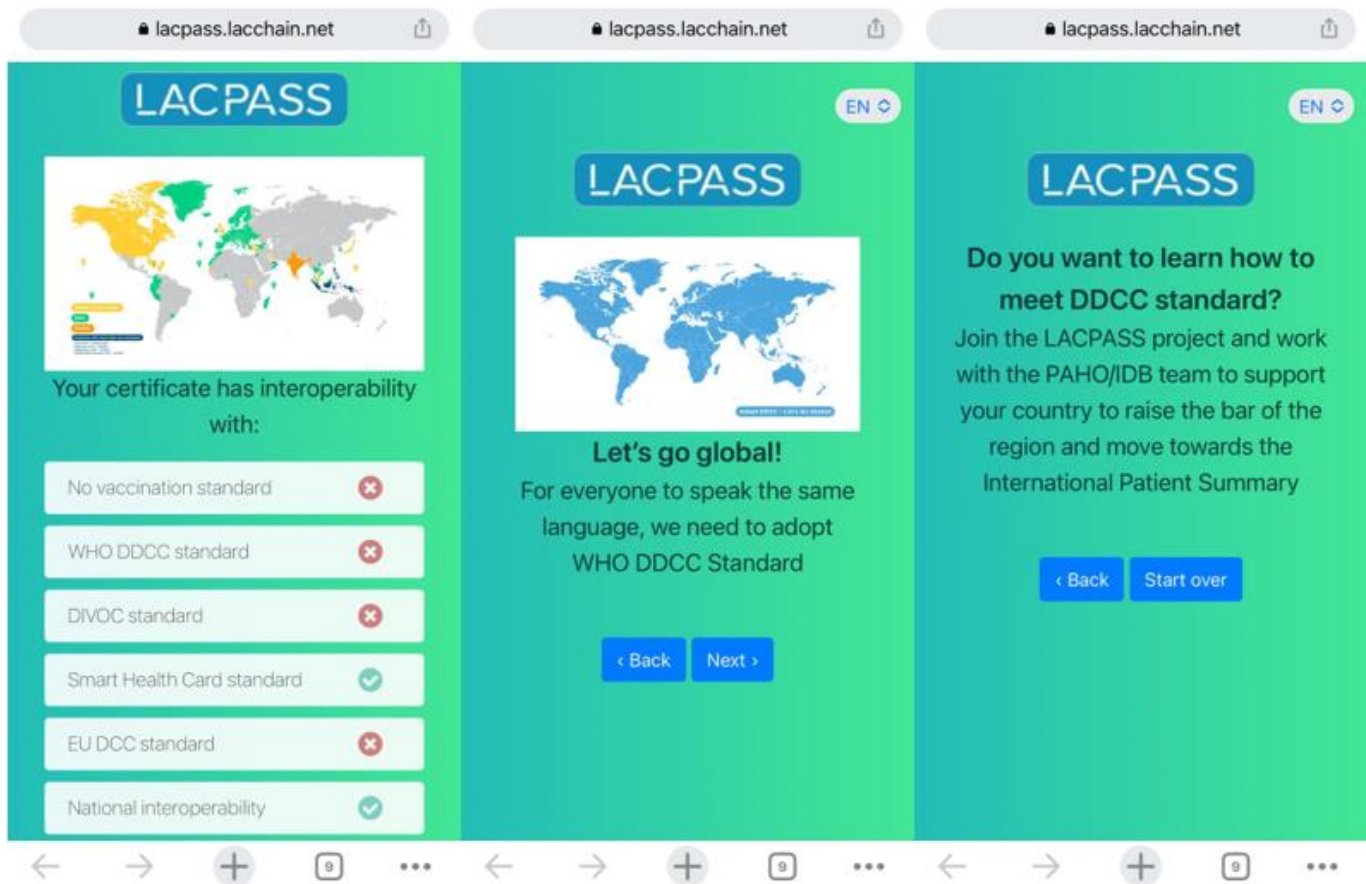 lacpass.lacchain.net
LACPASS
Your certificate has interoperability
with:
No vaccination standard
WHO DDCC standard
DIVOC standard
Smart Health Card standard
EU DCC standard
National interoperability
9
lacpass.lacchain.net
EN
LACPASS
Let's go global!
For everyone to speak the same
language, we need to adopt
WHO DDCC Standard
‹ Back
Next ›
9
lacpass.lacchain.net
EN
LACPASS
Do you want to learn how to
meet DDCC standard?
Join the LACPASS project and work
with the PAHO/IDB team to support
your country to raise the bar of the
region and move towards the
International Patient Summary
‹ Back
Start over
9